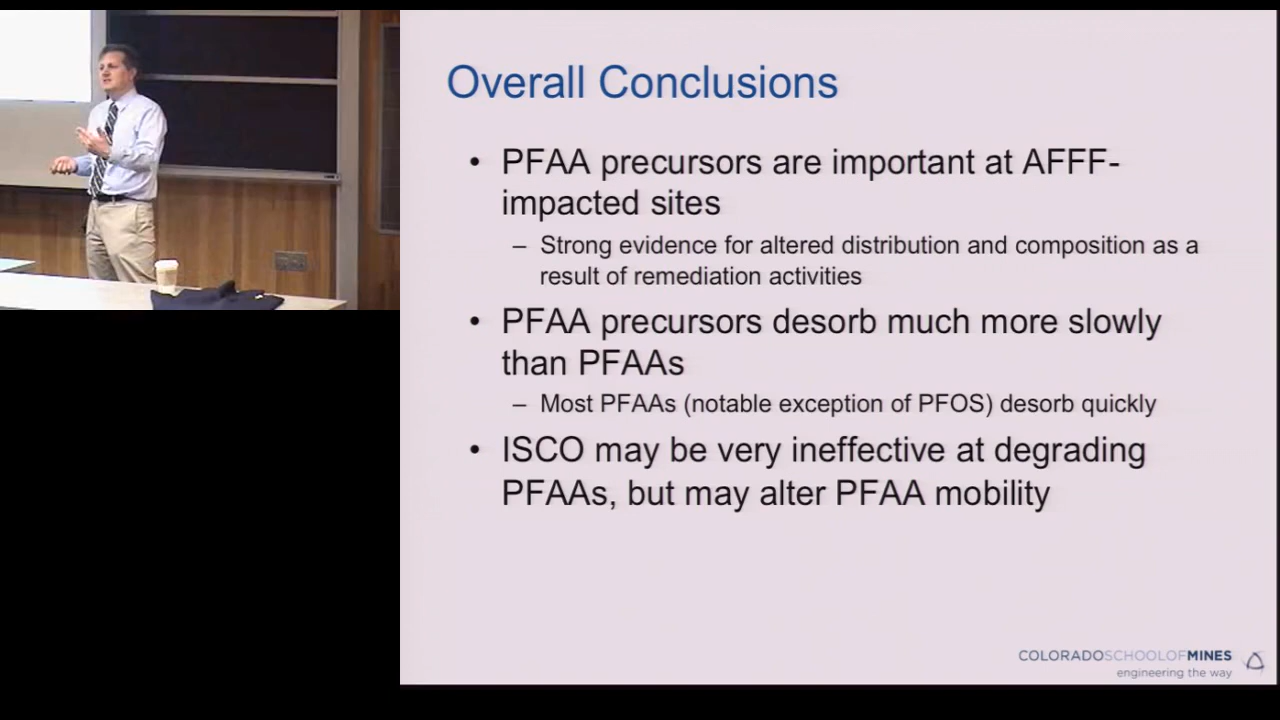 Overall Conclusions
• PFAA precursors are important at AFFF-
impacted sites
– Strong evidence for altered distribution and composition as a
result of remediation activities
• PFAA precursors desorb much more slowly
than PFAAs
– Most PFAAs (notable exception of PFOS) desorb quickly
• ISCO may be very ineffective at degrading
PFAAs, but may alter PFAA mobility
COLORADOSCHOOLOFMINES
engineering the way